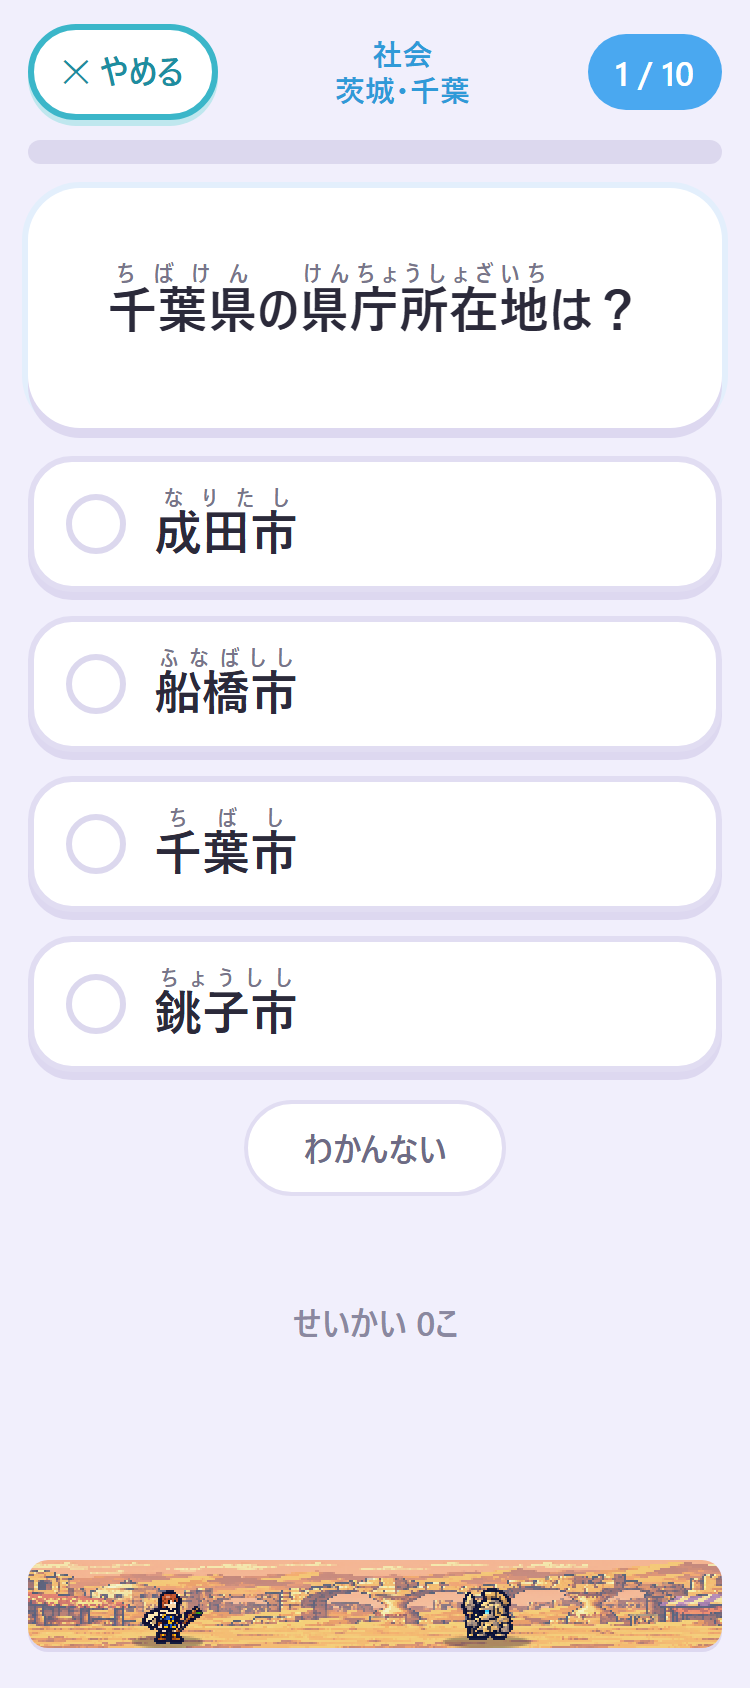 × やめる
社会
茨城・千葉
1 / 10
ちばけん けんちょうしょざいち
千葉県の県庁所在地は？
なりたし
成田市
ふなばしし
船橋市
ちばし
千葉市
ちょうしし
銚子市
わかんない
せいかい 0こ